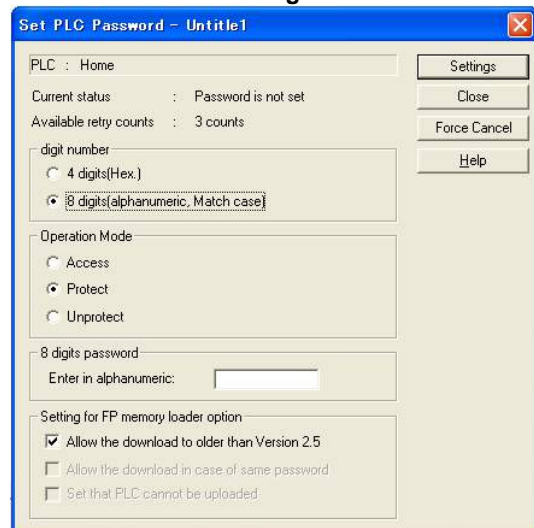 Set PLC Password - Untitle1
PLC : Home
Settings
Current status : Password is not set
Close
Available retry counts : 3 counts
Force Cancel
digit number
Help
4 digits(Hex.)
8 digits(alphanumeric, Match case)
Operation Mode
Access
Protect
Unprotect
8 digits password
Enter in alphanumeric:
Setting for FP memory loader option
Allow the download to older than Version 2.5
Allow the download in case of same password
Set that PLC cannot be uploaded